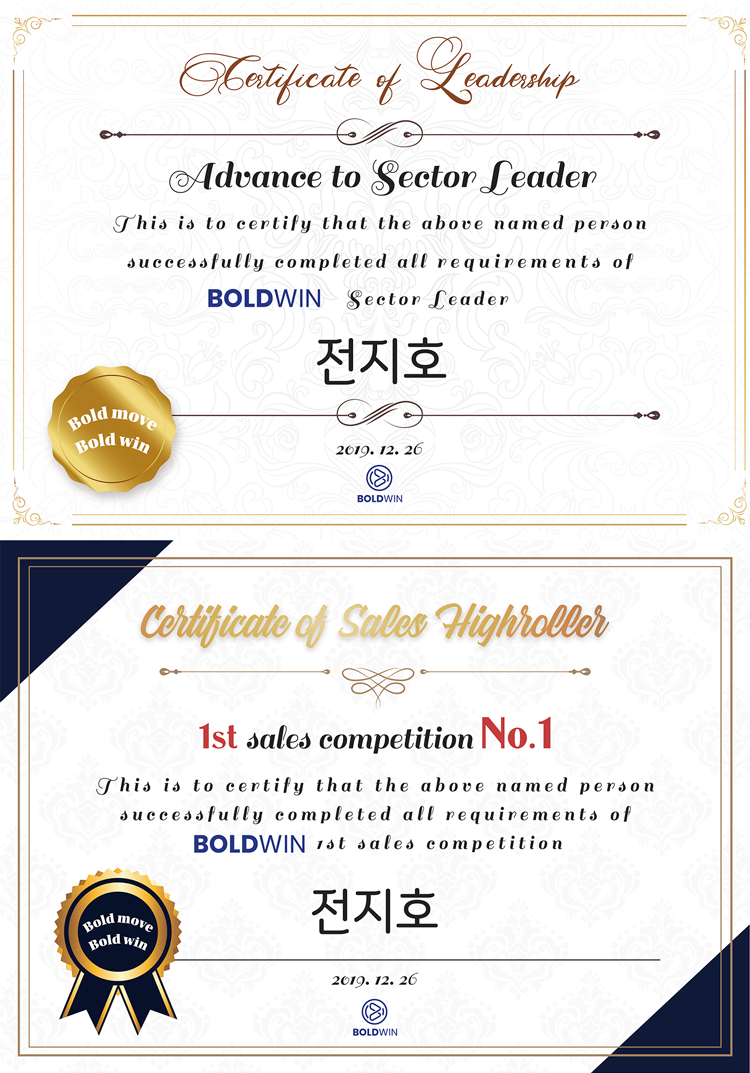 Certificate of Leadership
Advance to Sector Leader
This is to certify that the above named person
successfully completed all requirements of
BOLDWIN Sector Leader
전지호
Bold move
Bold win
2019. 12. 26
BOLDWIN
Certificate of Sales Highroller
1st sales competition No.1
This is to certify that the above named person
successfully completed all requirements of
BOLDWIN 1st sales competition
전지호
Bold move
Bold win
2019. 12. 26
BOLDWIN